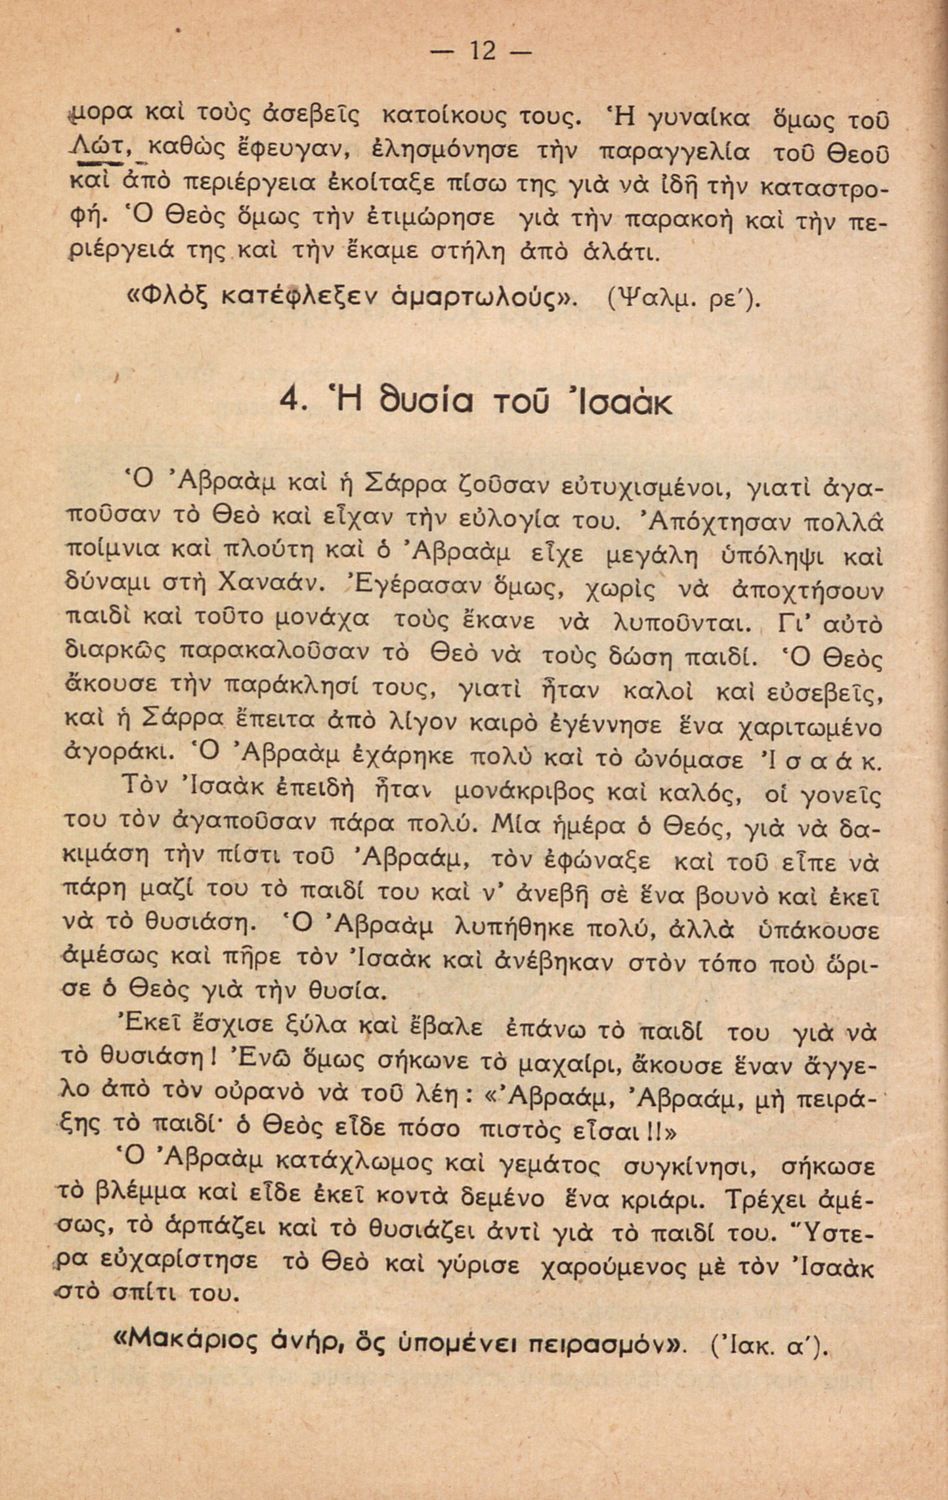 — 12 —
μορα καὶ τοὺς ἀσεβεῖς κατοίκους τους. Ἡ γυναίκα ὅμως τοῦ
Λώτ, καθὼς ἔφευγαν, ἐλησμόνησε τὴν παραγγελία τοῦ Θεοῦ
καὶ ἀπὸ περιέργεια ἐκοίταξε πίσω της γιὰ νὰ ἰδῆ τὴν καταστρο-
φή. Ὁ Θεὸς ὅμως τὴν ἐτιμώρησε γιὰ τὴν παρακοὴ καὶ τὴν πε-
ριέργειά της καὶ τὴν ἔκαμε στήλη ἀπὸ ἁλάτι.
«Φλὸξ κατέφλεξεν ἁμαρτωλούς». (Ψαλμ. ρε′).
4. Ἡ θυσία τοῦ Ἰσαὰκ
Ὁ Ἀβραὰμ καὶ ἡ Σάρρα ζοῦσαν εὐτυχισμένοι, γιατὶ ἀγα-
ποῦσαν τὸ Θεὸ καὶ εἶχαν τὴν εὐλογία του. Ἀπόχτησαν πολλὰ
ποίμνια καὶ πλούτη καὶ ὁ Ἀβραὰμ εἶχε μεγάλη ὑπόληψι καὶ
δύναμι στὴ Χαναάν. Ἐγέρασαν ὅμως, χωρὶς νὰ ἀποχτήσουν
παιδὶ καὶ τοῦτο μονάχα τοὺς ἔκανε νὰ λυποῦνται. Γι’ αὐτὸ
διαρκῶς παρακαλοῦσαν τὸ Θεὸ νὰ τοὺς δώση παιδί. Ὁ Θεὸς
ἄκουσε τὴν παράκλησί τους, γιατὶ ἦταν καλοὶ καὶ εὐσεβεῖς,
καὶ ἡ Σάρρα ἔπειτα ἀπὸ λίγον καιρὸ ἐγέννησε ἕνα χαριτωμένο
ἀγοράκι. Ὁ Ἀβραὰμ ἐχάρηκε πολὺ καὶ τὸ ὠνόμασε Ἰ σ α ά κ.
Τὸν Ἰσαὰκ ἐπειδὴ ἦταν μονάκριβος καὶ καλός, οἱ γονεῖς
του τὸν ἀγαποῦσαν πάρα πολύ. Μία ἡμέρα ὁ Θεός, γιὰ νὰ δα-
κιμάση τὴν πίστι τοῦ Ἀβραάμ, τὸν ἐφώναξε καὶ τοῦ εἶπε νὰ
πάρη μαζί του τὸ παιδί του καὶ ν’ ἀνεβῆ σὲ ἕνα βουνὸ καὶ ἐκεῖ
νὰ τὸ θυσιάση. Ὁ Ἀβραὰμ λυπήθηκε πολύ, ἀλλὰ ὑπάκουσε
ἀμέσως καὶ πῆρε τὸν Ἰσαὰκ καὶ ἀνέβηκαν στὸν τόπο ποὺ ὥρι-
σε ὁ Θεὸς γιὰ τὴν θυσία.
Ἐκεῖ ἔσχισε ξύλα καὶ ἔβαλε ἐπάνω τὸ παιδί του γιὰ νὰ
τὸ θυσιάση! Ἐνῶ ὅμως σήκωνε τὸ μαχαίρι, ἄκουσε ἕναν ἄγγε-
λο ἀπὸ τὸν οὐρανὸ νὰ τοῦ λέη: «Ἀβραάμ, Ἀβραάμ, μὴ πειρά-
ξης τὸ παιδί· ὁ Θεὸς εἶδε πόσο πιστὸς εἶσαι!!»
Ὁ Ἀβραὰμ κατάχλωμος καὶ γεμάτος συγκίνησι, σήκωσε
τὸ βλέμμα καὶ εἶδε ἐκεῖ κοντὰ δεμένο ἕνα κριάρι. Τρέχει ἀμέ-
σως, τὸ ἁρπάζει καὶ τὸ θυσιάζει ἀντὶ γιὰ τὸ παιδί του. Ὕστε-
ρα εὐχαρίστησε τὸ Θεὸ καὶ γύρισε χαρούμενος μὲ τὸν Ἰσαὰκ
στὸ σπίτι του.
«Μακάριος ἀνήρ, ὃς ὑπομένει πειρασμόν». (Ἰακ. α′).